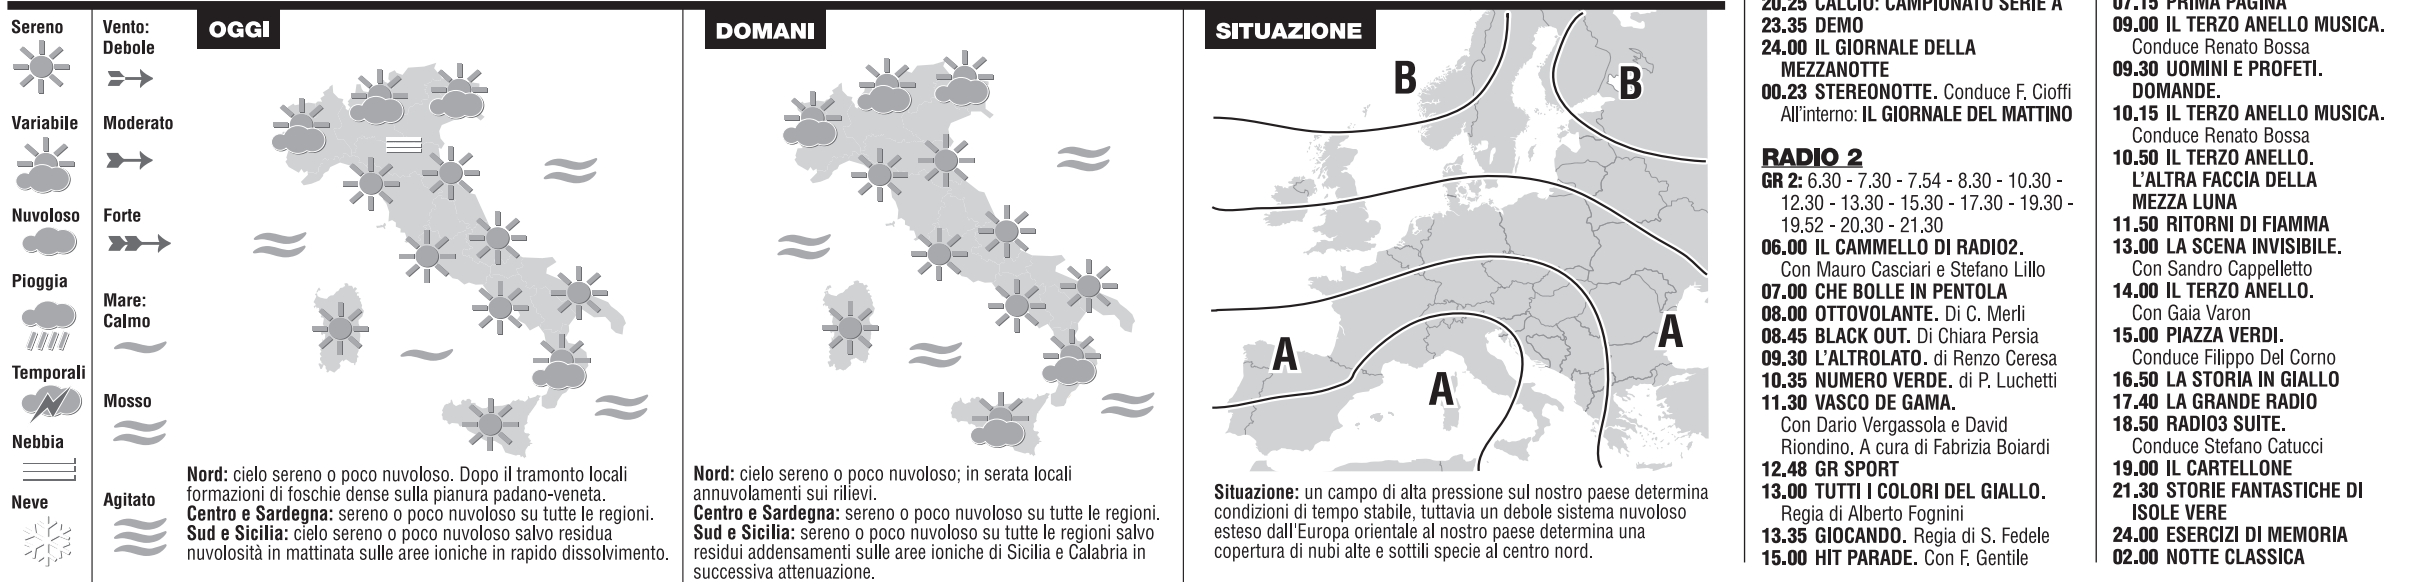 Sereno
Variabile
Nuvoloso
Pioggia
Temporali
Nebbia
Neve
Vento:
Debole
Moderato
Forte
Mare:
Calmo
Mosso
Agitato
OGGI
Nord: cielo sereno o poco nuvoloso. Dopo il tramonto locali
formazioni di foschie dense sulla pianura padano-veneta.
Centro e Sardegna: sereno o poco nuvoloso su tutte le regioni.
Sud e Sicilia: cielo sereno o poco nuvoloso salvo residua
nuvolosità in mattinata sulle aree ioniche in rapido dissolvimento.
DOMANI
Nord: cielo sereno o poco nuvoloso; in serata locali
annuvolamenti sui rilievi.
Centro e Sardegna: sereno o poco nuvoloso su tutte le regioni.
Sud e Sicilia: sereno o poco nuvoloso su tutte le regioni salvo
residui addensamenti sulle aree ioniche di Sicilia e Calabria in
successiva attenuazione.
SITUAZIONE
B
B
A
A
A
Situazione: un campo di alta pressione sul nostro paese determina
condizioni di tempo stabile, tuttavia un debole sistema nuvoloso
esteso dall'Europa orientale al nostro paese determina una
copertura di nubi alte e sottili specie al centro nord.
20.25 CALCIO: CAMPIONATO SERIE A
23.35 DEMO
24.00 IL GIORNALE DELLA
MEZZANOTTE
00.23 STEREONOTTE. Conduce F. Cioffi
All'interno: IL GIORNALE DEL MATTINO
RADIO 2
GR 2: 6.30 - 7.30 - 7.54 - 8.30 - 10.30 -
12.30 - 13.30 - 15.30 - 17.30 - 19.30 -
19.52 - 20.30 - 21.30
06.00 IL CAMMELLO DI RADIO2.
Con Mauro Casciari e Stefano Lillo
07.00 CHE BOLLE IN PENTOLA
08.00 OTTOVOLANTE. Di C. Merli
08.45 BLACK OUT. Di Chiara Persia
09.30 L'ALTROLATO. di Renzo Ceresa
10.35 NUMERO VERDE. di P. Luchetti
11.30 VASCO DE GAMA.
Con Dario Vergassola e David
Riondino. A cura di Fabrizia Boiardi
12.48 GR SPORT
13.00 TUTTI I COLORI DEL GIALLO.
Regia di Alberto Fognini
13.35 GIOCANDO. Regia di S. Fedele
15.00 HIT PARADE. Con F. Gentile
07.15 PRIMA PAGINA
09.00 IL TERZO ANELLO MUSICA.
Conduce Renato Bossa
09.30 UOMINI E PROFETI.
DOMANDE.
10.15 IL TERZO ANELLO MUSICA.
Conduce Renato Bossa
10.50 IL TERZO ANELLO.
L'ALTRA FACCIA DELLA
MEZZA LUNA
11.50 RITORNI DI FIAMMA
13.00 LA SCENA INVISIBILE.
Con Sandro Cappelletto
14.00 IL TERZO ANELLO.
Con Gaia Varon
15.00 PIAZZA VERDI.
Conduce Filippo Del Corno
16.50 LA STORIA IN GIALLO
17.40 LA GRANDE RADIO
18.50 RADIO3 SUITE.
Conduce Stefano Catucci
19.00 IL CARTELLONE
21.30 STORIE FANTASTICHE DI
ISOLE VERE
24.00 ESERCIZI DI MEMORIA
02.00 NOTTE CLASSICA